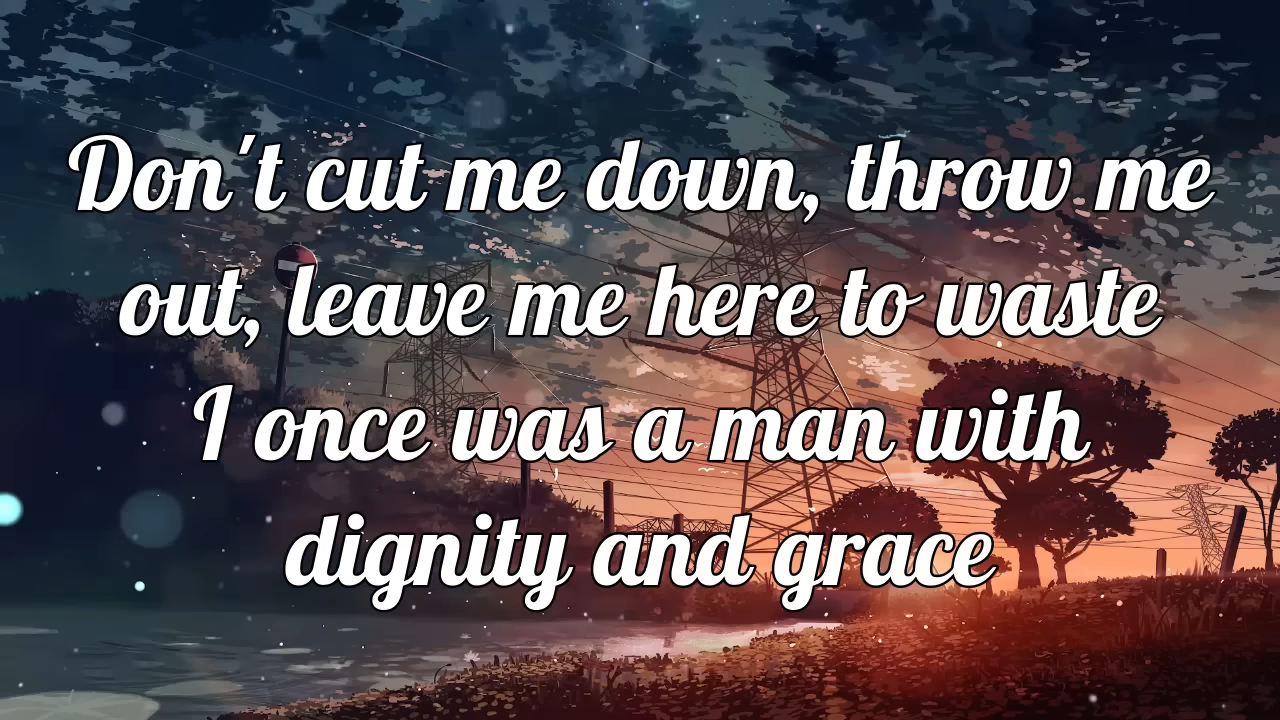 Don't cut me down, throw me
out, leave me here to waste
I once was a man with
dignity and grace